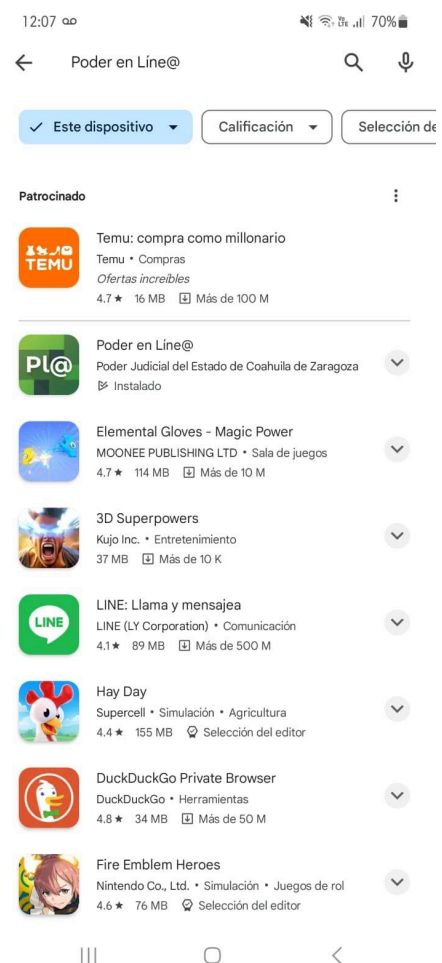 12:07
Vo LTE 70%
Poder en Líne@
Este dispositivo
Calificación
Selección de
Patrocinado
TEMU
Temu: compra como millonario
Temu • Compras
Ofertas increíbles
4.7★ 16 MB Más de 100 M
Pl@
Poder en Líne@
Poder Judicial del Estado de Coahuila de Zaragoza
Instalado
Elemental Gloves - Magic Power
MOONEE PUBLISHING LTD • Sala de juegos
4.7★ 114 MB Más de 10 M
3D Superpowers
Kujo Inc. • Entretenimiento
37 MB Más de 10 K
LINE
LINE: Llama y mensajea
LINE (LY Corporation) • Comunicación
4.1★ 89 MB Más de 500 M
Hay Day
Supercell • Simulación • Agricultura
4.4★ 155 MB Selección del editor
DuckDuckGo Private Browser
DuckDuckGo • Herramientas
4.8★ 34 MB Más de 50 M
Fire Emblem Heroes
Nintendo Co., Ltd. • Simulación • Juegos de rol
4.6★ 76 MB Selección del editor